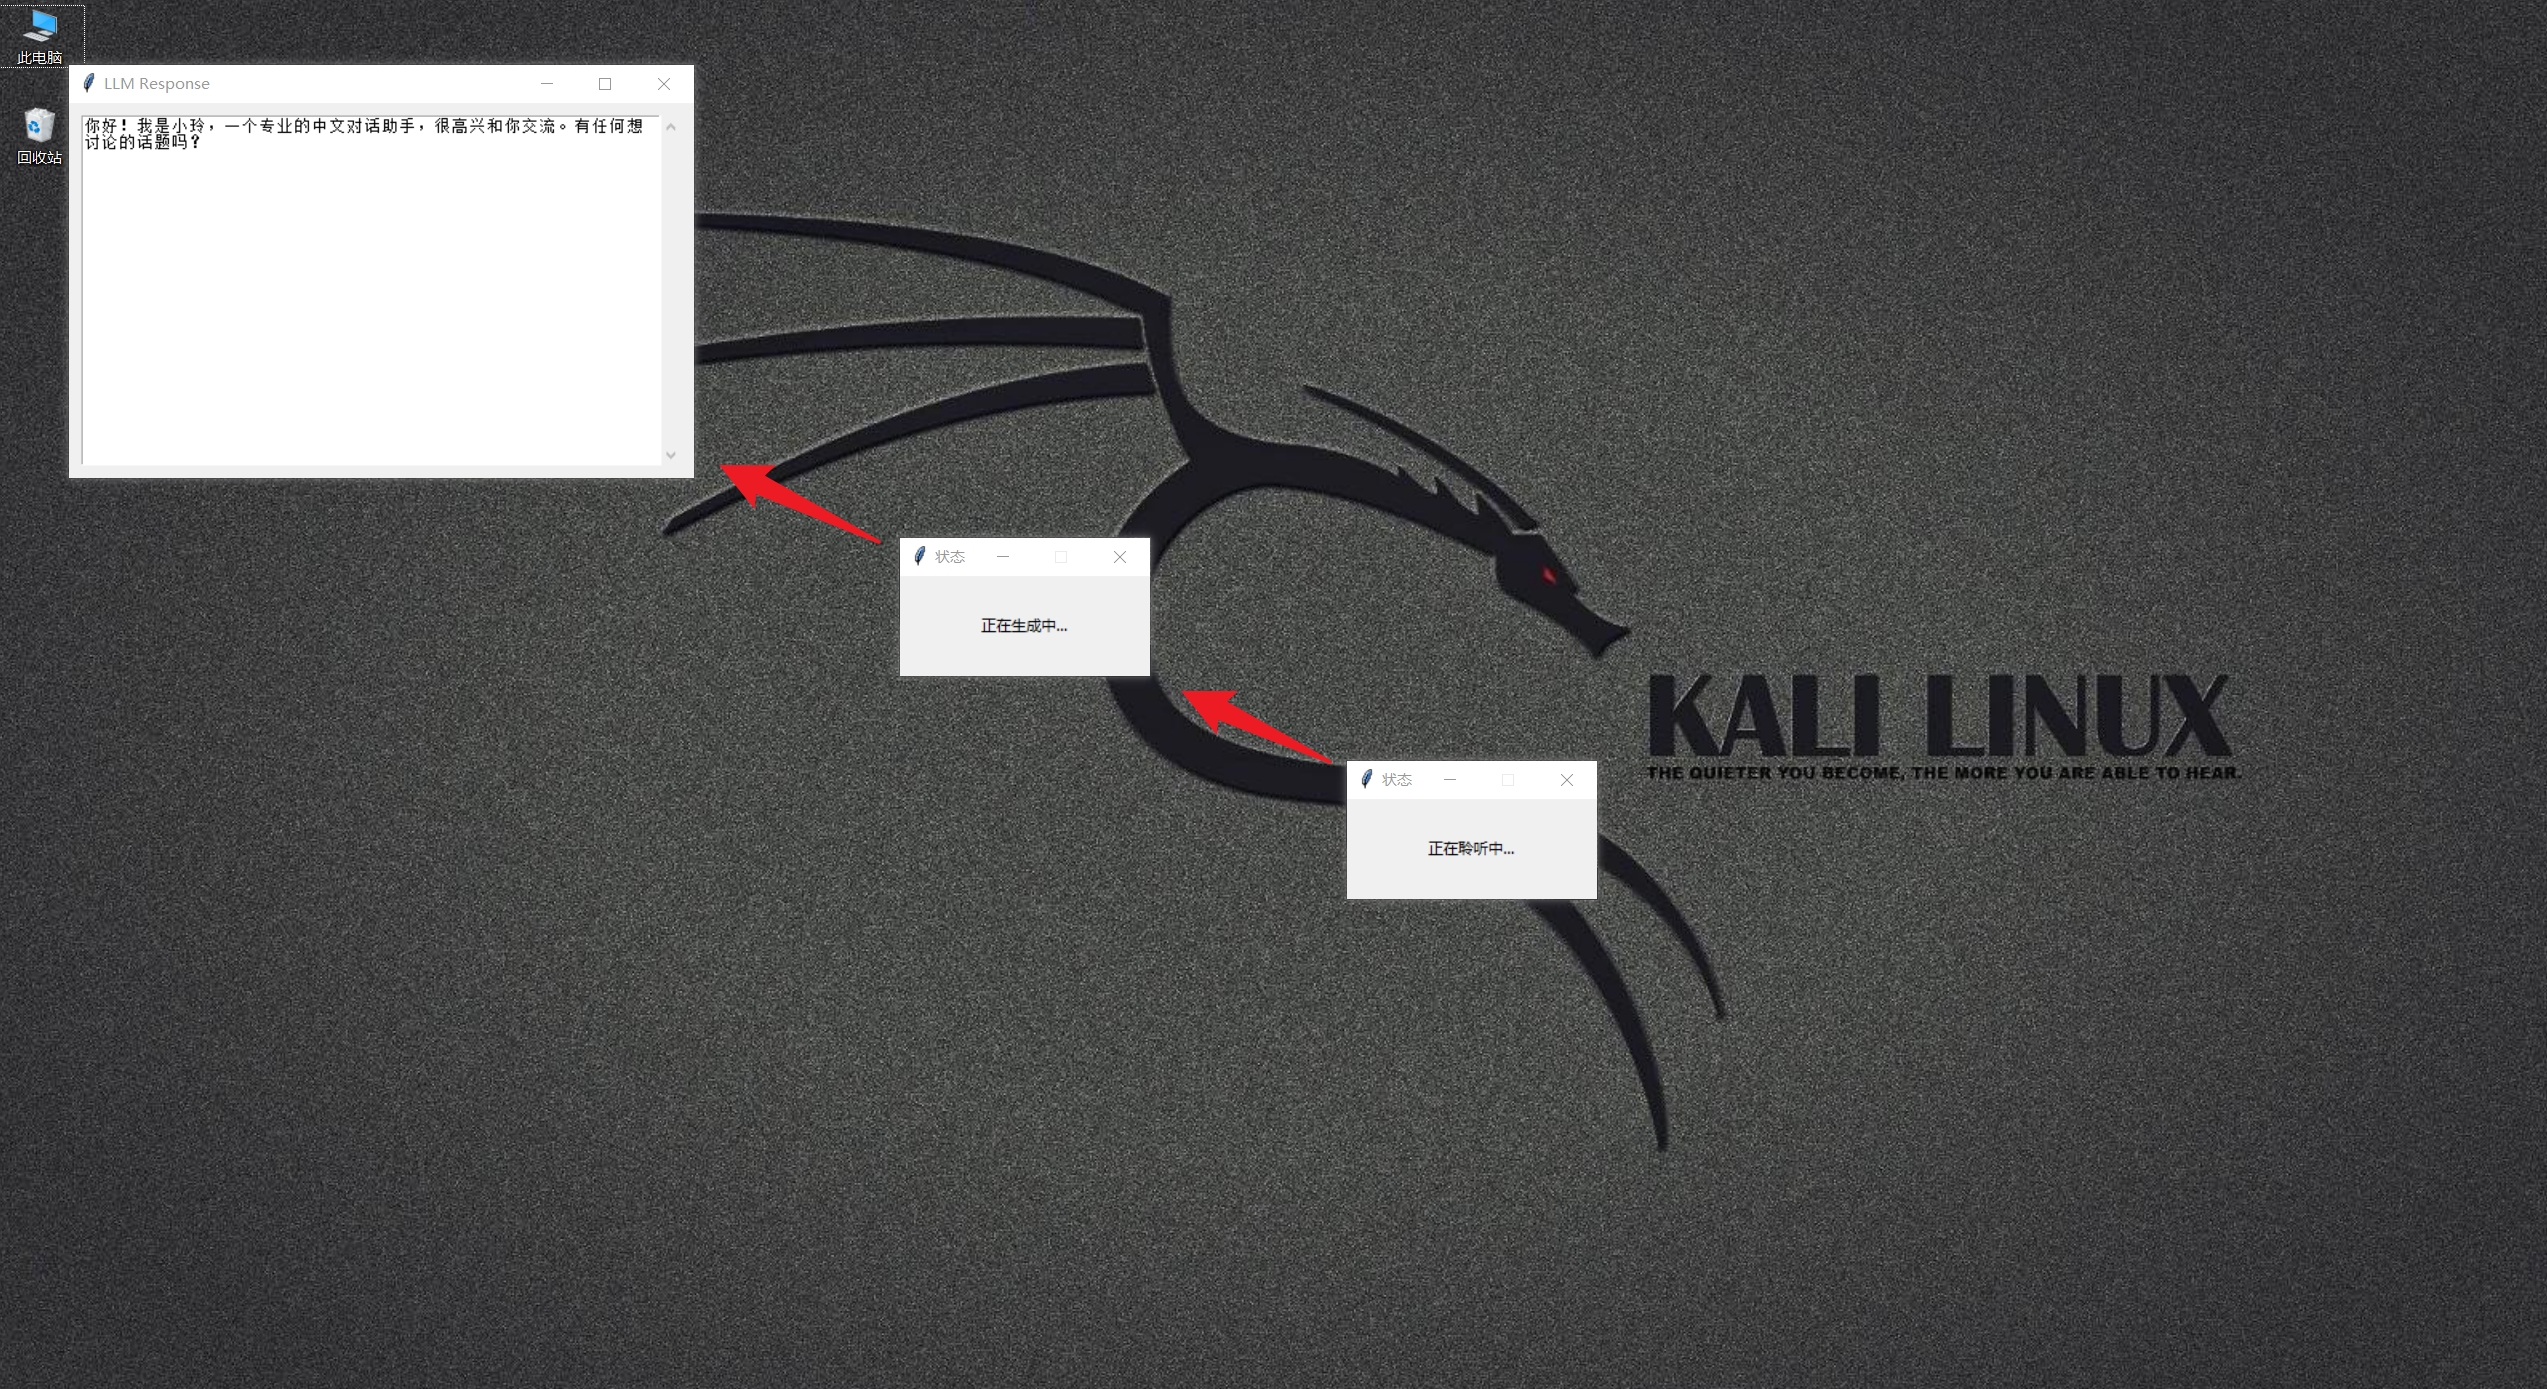 此电脑
回收站
LLM Response
你好！我是小玲，一个专业的中文对话助手，很高兴和你交流。有任何想
讨论的话题吗？
状态
正在生成中...
状态
正在聆听中...
KALI LINUX
THE QUIETER YOU BECOME, THE MORE YOU ARE ABLE TO HEAR.